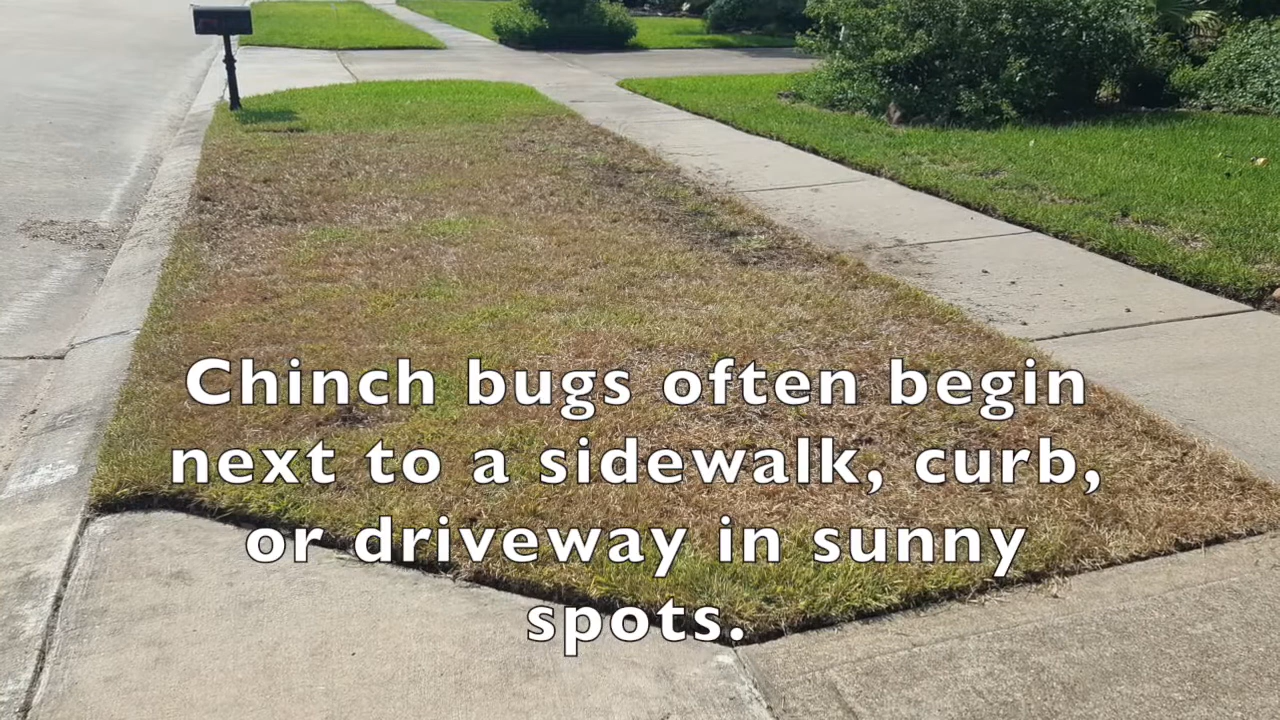 Chinch bugs often begin
next to a sidewalk, curb,
or driveway in sunny
spots.